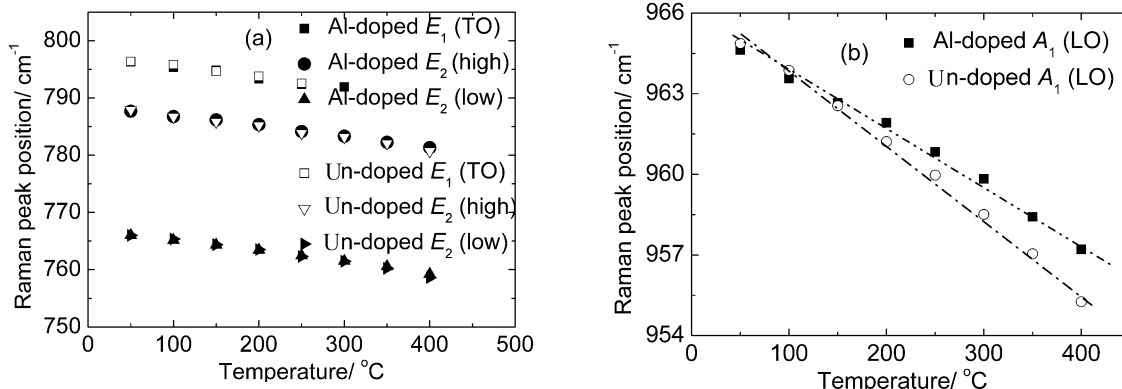 (a)
Al-doped E1 (TO)
Al-doped E2 (high)
Al-doped E2 (low)
Un-doped E1 (TO)
Un-doped E2 (high)
Un-doped E2 (low)
800
790
780
770
760
750
Raman peak position/ cm-1
0 100 200 300 400 500
Temperature/ oC
(b)
Al-doped A1 (LO)
Un-doped A1 (LO)
966
963
960
957
954
Raman peak position/ cm-1
0 100 200 300 400
Temperature/ oC